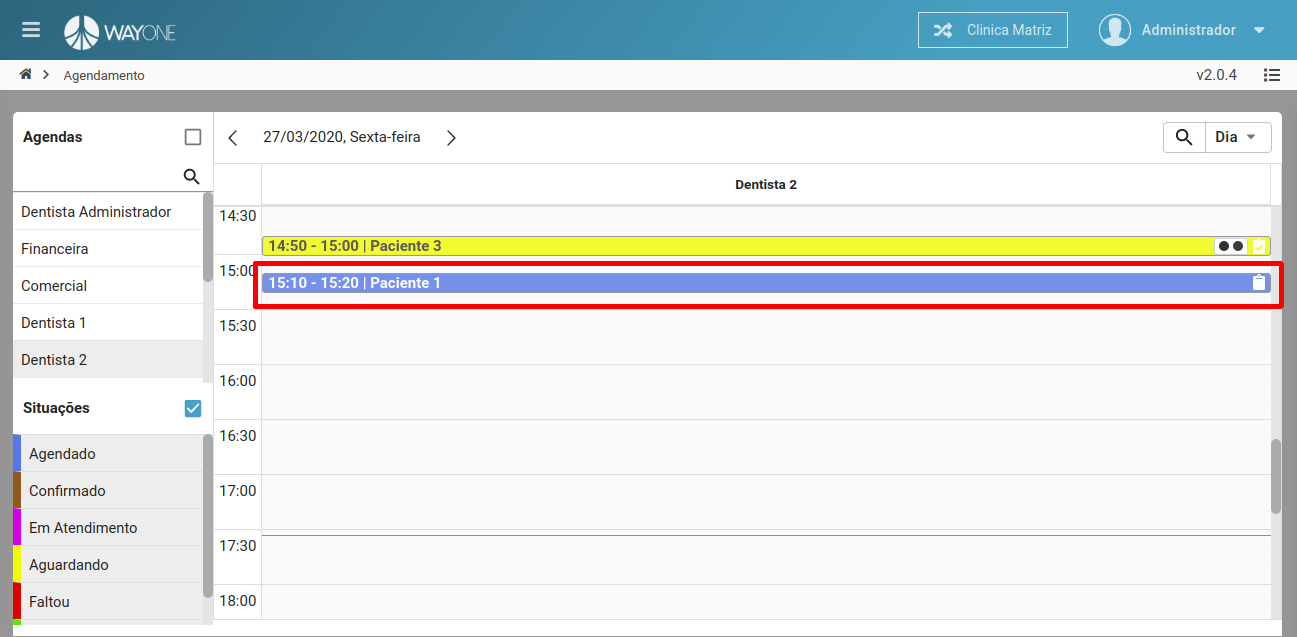 WAYONE
Clinica Matriz
Administrador
Agendamento
v2.0.4
Agendas
27/03/2020, Sexta-feira
Dia
Dentista Administrador
Financeira
Comercial
Dentista 1
Dentista 2
Situações
Agendado
Confirmado
Em Atendimento
Aguardando
Faltou
Dentista 2
14:30
14:50 - 15:00 | Paciente 3
15:00
15:10 - 15:20 | Paciente 1
15:30
16:00
16:30
17:00
17:30
18:00